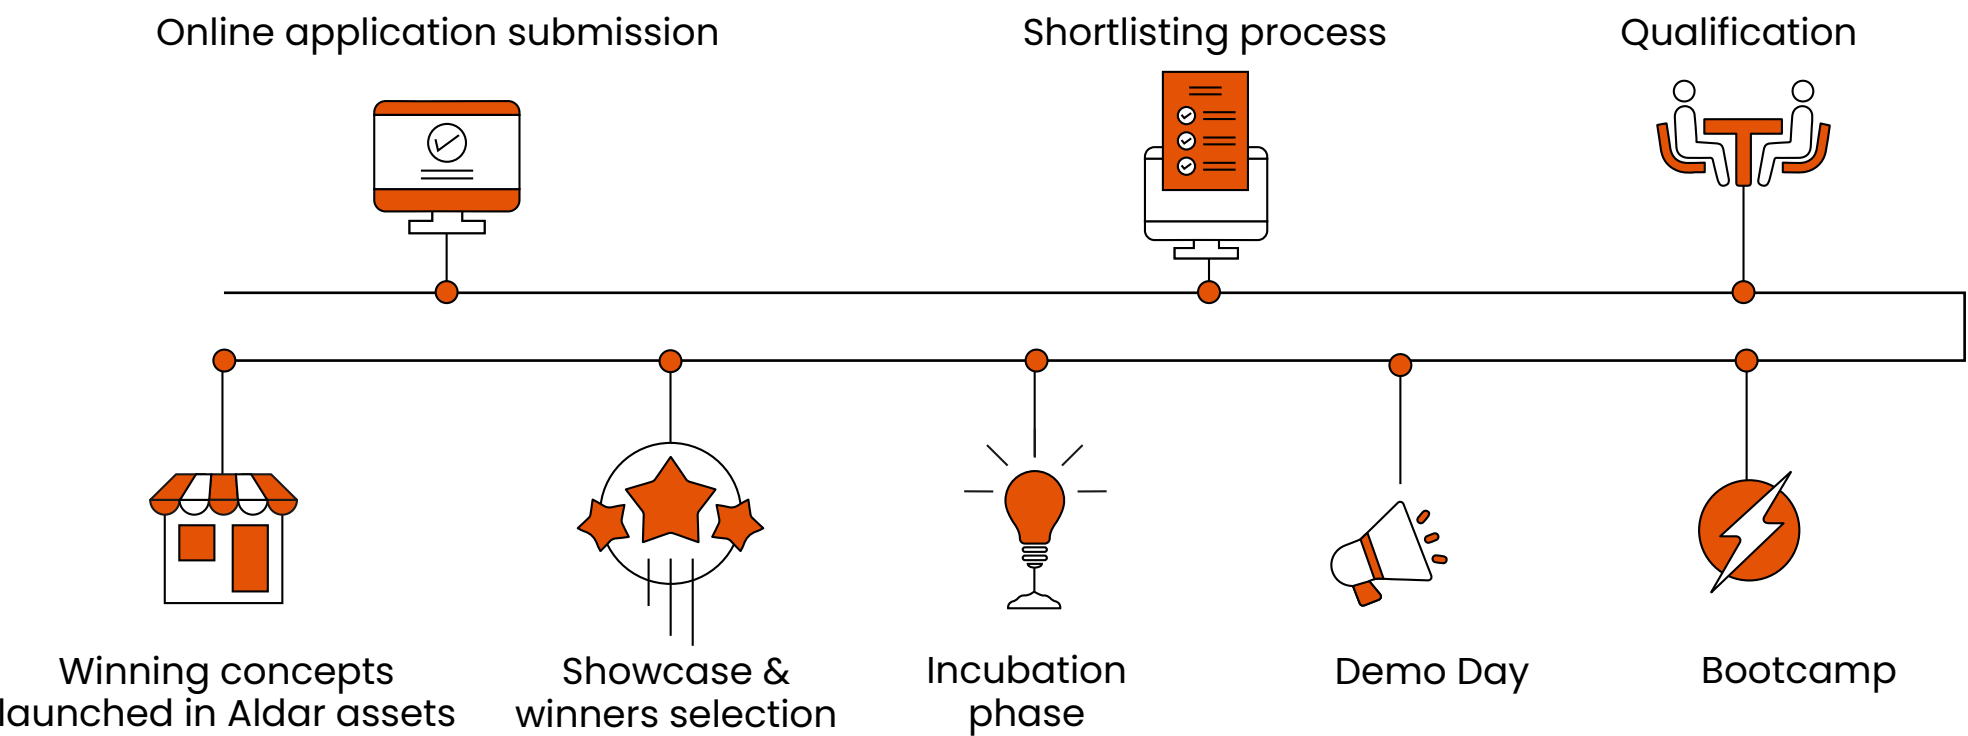 Online application submission
Shortlisting process
Qualification
Winning concepts
launched in Aldar assets
Showcase &
winners selection
Incubation
phase
Demo Day
Bootcamp